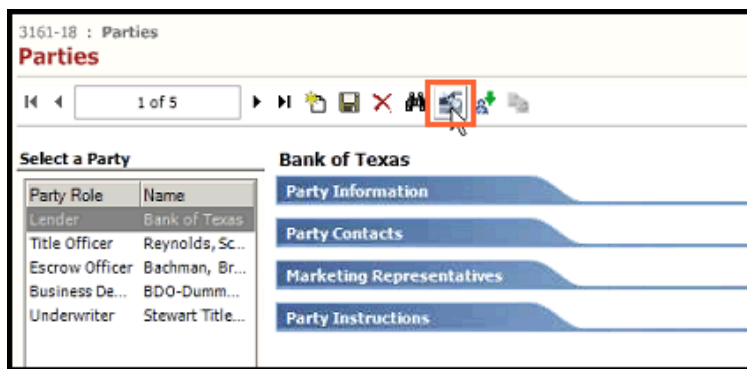 3161-18 : Parties
Parties
1 of 5
Select a Party
Party Role Name
Lender Bank of Texas
Title Officer Reynolds, Sc...
Escrow Officer Bachman, Br...
Business De... BDO-Dumm...
Underwriter Stewart Title...
Bank of Texas
Party Information
Party Contacts
Marketing Representatives
Party Instructions